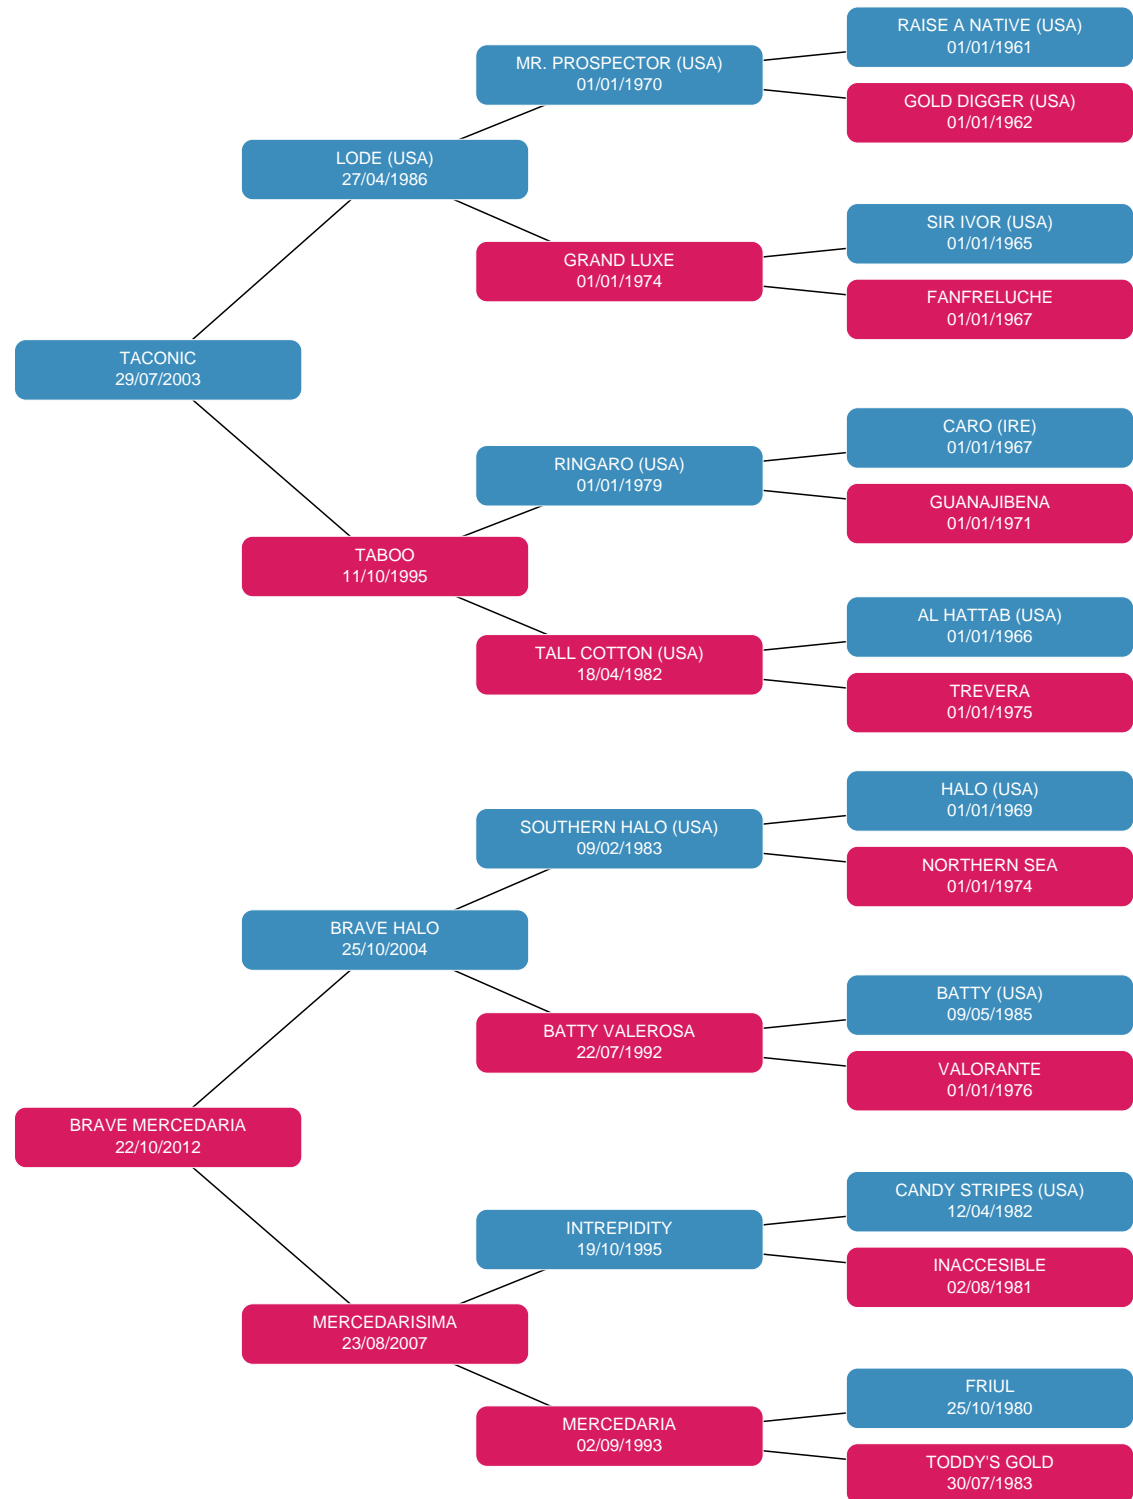 RAISE A NATIVE (USA)
01/01/1961
MR. PROSPECTOR (USA)
01/01/1970
GOLD DIGGER (USA)
01/01/1962
LODE (USA)
27/04/1986
SIR IVOR (USA)
01/01/1965
GRAND LUXE
01/01/1974
FANFRELUCHE
01/01/1967
TACONIC
29/07/2003
CARO (IRE)
01/01/1967
RINGARO (USA)
01/01/1979
GUANAJIBENA
01/01/1971
TABOO
11/10/1995
AL HATTAB (USA)
01/01/1966
TALL COTTON (USA)
18/04/1982
TREVERA
01/01/1975
HALO (USA)
01/01/1969
SOUTHERN HALO (USA)
09/02/1983
NORTHERN SEA
01/01/1974
BRAVE HALO
25/10/2004
BATTY (USA)
09/05/1985
BATTY VALEROSA
22/07/1992
VALORANTE
01/01/1976
BRAVE MERCEDARIA
22/10/2012
CANDY STRIPES (USA)
12/04/1982
INTREPIDITY
19/10/1995
INACCESIBLE
02/08/1981
MERCEDARISIMA
23/08/2007
FRIUL
25/10/1980
MERCEDARIA
02/09/1993
TODDY'S GOLD
30/07/1983